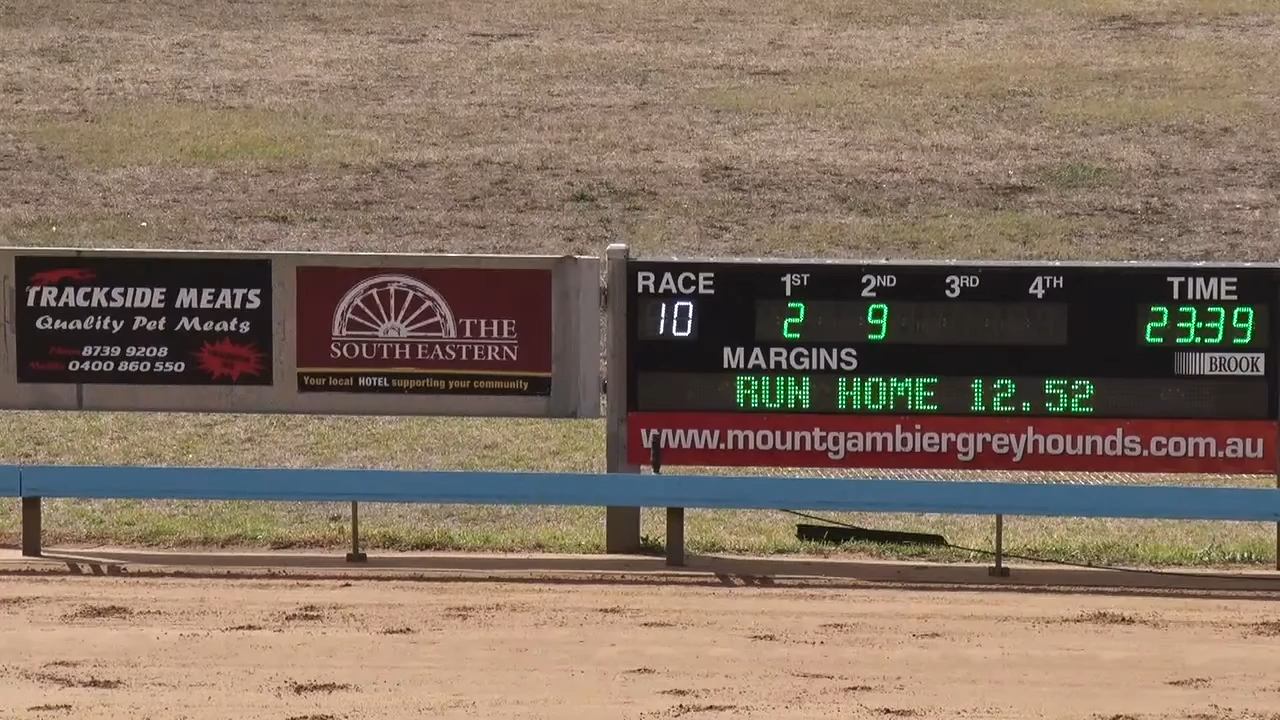 TRACKSIDE MEATS
Quality Pet Meats
8739 9208
0400 860 550
THE
SOUTH EASTERN
Your local HOTEL supporting your community
RACE 1ST 2ND 3RD 4TH TIME
10 2 9 23:39
MARGINS
BROOK
RUN HOME 12.52
www.mountgambiergreyhounds.com.au